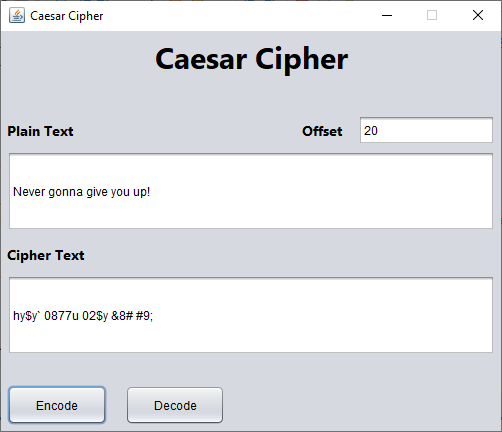 Caesar Cipher
Caesar Cipher
Plain Text Offset 20
Never gonna give you up!
Cipher Text
hy$y` 0877u 02$y &8# #9;
Encode Decode